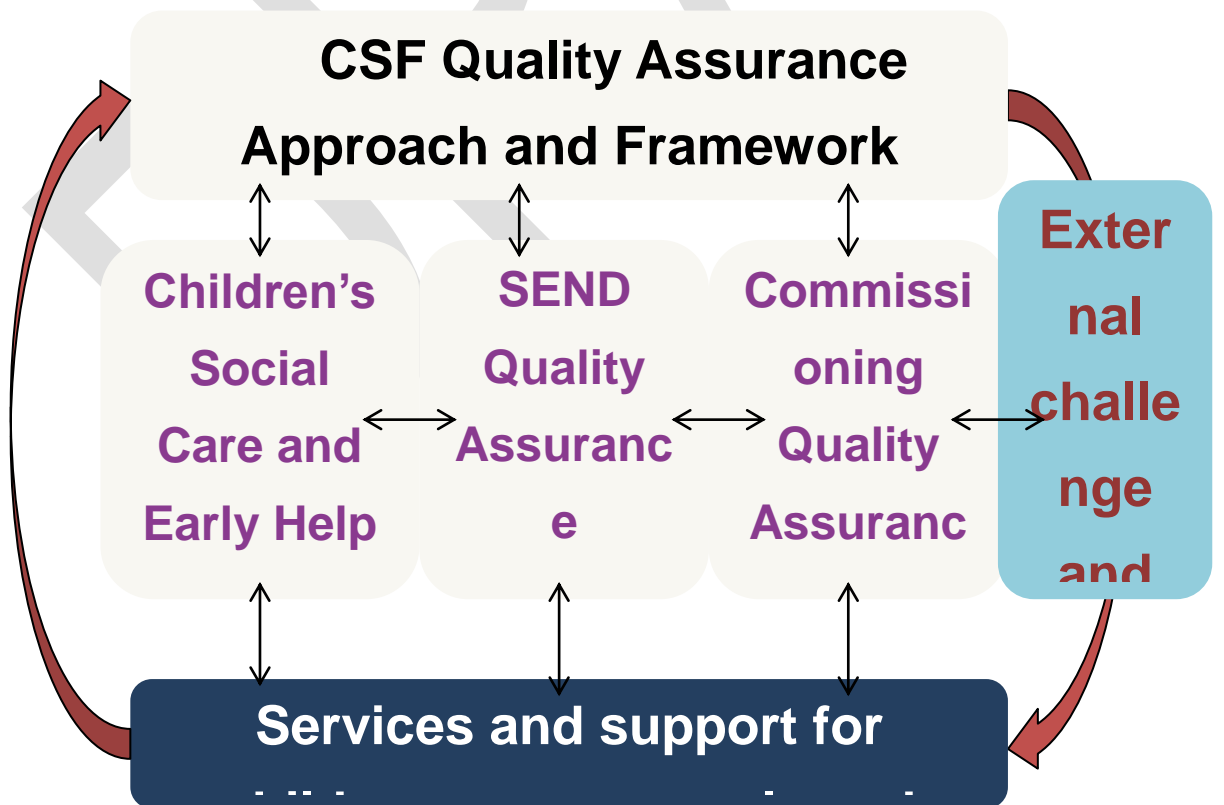 CSF Quality Assurance
Approach and Framework
Children’s
Social
Care and
Early Help
SEND
Quality
Assuranc
e
Commissi
oning
Quality
Assuranc
Exter
nal
challe
nge
and
Services and support for